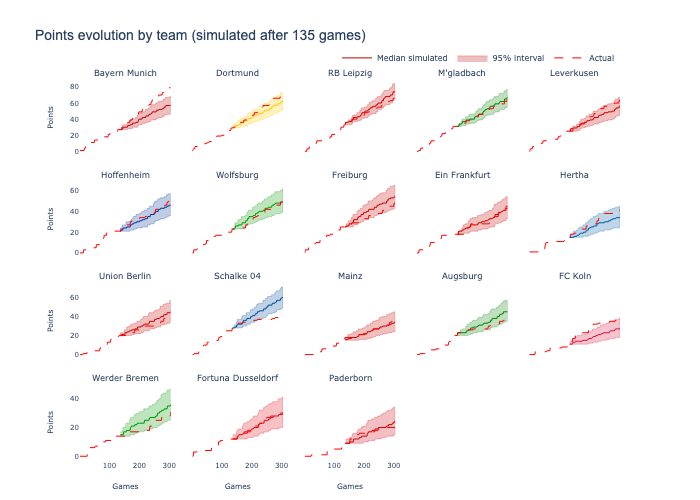 Points evolution by team (simulated after 135 games)
Median simulated 95% interval Actual
Bayern Munich Dortmund RB Leipzig M'gladbach Leverkusen
80
60
40
20
0
Points
Hoffenheim Wolfsburg Freiburg Ein Frankfurt Hertha
60
40
20
0
Points
Union Berlin Schalke 04 Mainz Augsburg FC Koln
60
40
20
0
Points
Werder Bremen Fortuna Dusseldorf Paderborn
40
20
0
Points
100 200 300 100 200 300 100 200 300
Games Games Games